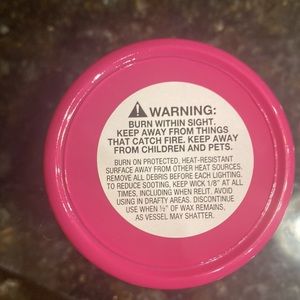 WARNING:
BURN WITHIN SIGHT.
KEEP AWAY FROM THINGS
THAT CATCH FIRE. KEEP AWAY
FROM CHILDREN AND PETS.
BURN ON PROTECTED, HEAT-RESISTANT
SURFACE AWAY FROM OTHER HEAT SOURCES.
REMOVE ALL DEBRIS BEFORE EACH LIGHTING.
TO REDUCE SOOTING, KEEP WICK 1/8" AT ALL
TIMES, INCLUDING WHEN RELIT. AVOID
USING IN DRAFTY AREAS. DISCONTINUE
USE WHEN ½" OF WAX REMAINS,
AS VESSEL MAY SHATTER.